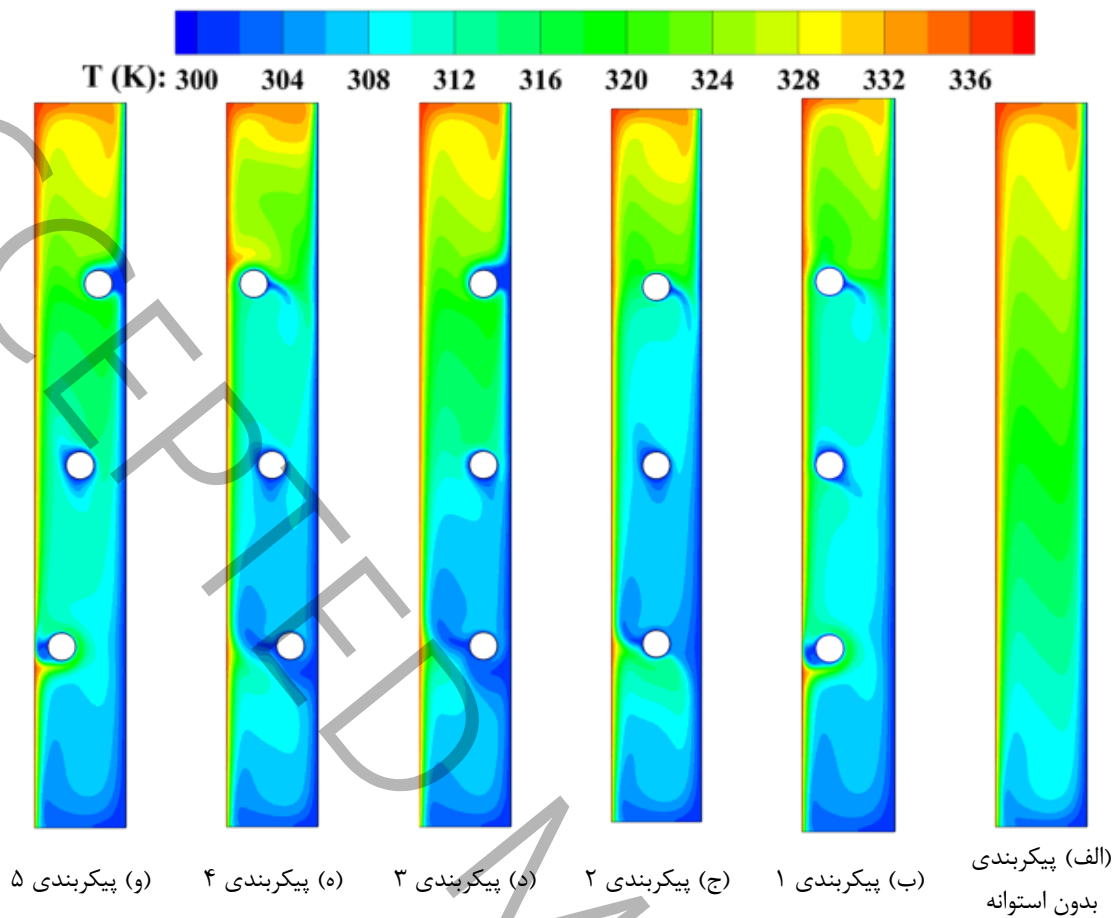 T (K): 300 304 308 312 316 320 324 328 332 336
(الف) پیکربندی
بدون استوانه
(ب) پیکربندی ۱
(ج) پیکربندی ۲
(د) پیکربندی ۳
(ه) پیکربندی ۴
(و) پیکربندی ۵
CCEPTED M